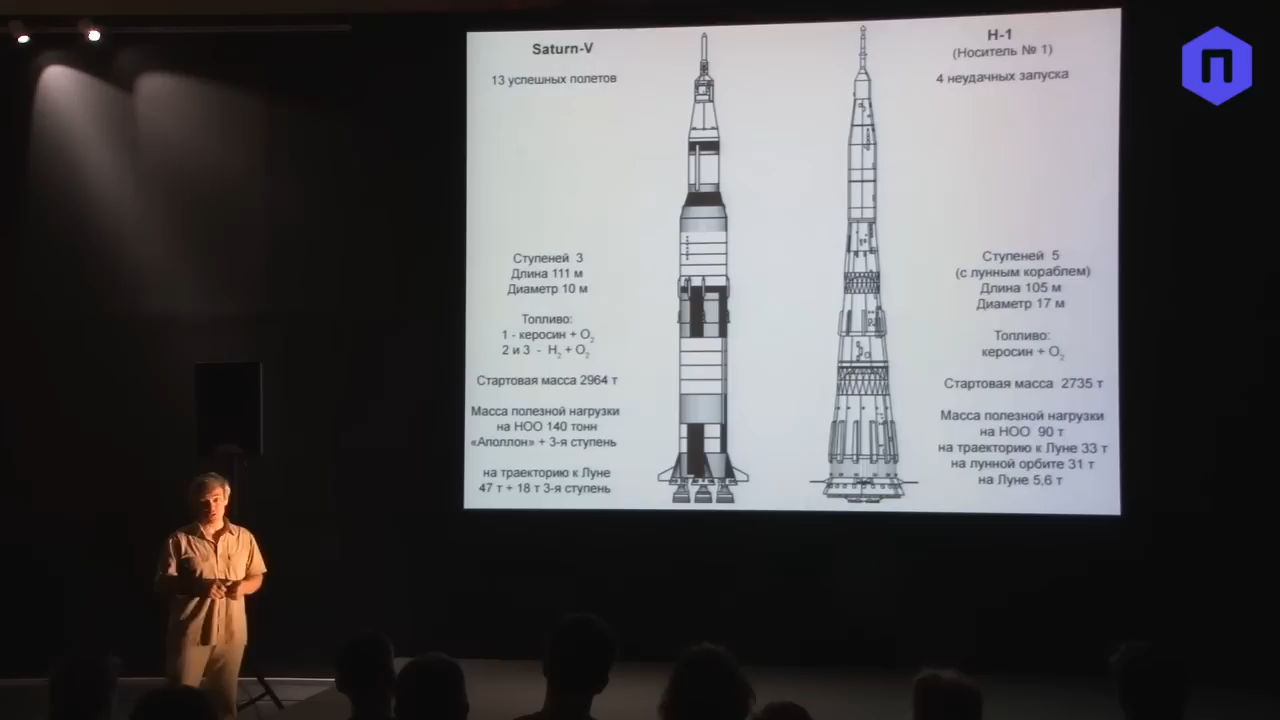 Saturn-V
13 успешных полетов
Ступеней 3
Длина 111 м
Диаметр 10 м
Топливо:
1 - керосин + O₂
2 и 3 - H₂ + O₂
Стартовая масса 2964 т
Масса полезной нагрузки
на НОО 140 тонн
«Аполлон» + 3-я ступень
на траекторию к Луне
47 т + 18 т 3-я ступень
Н-1
(Носитель № 1)
4 неудачных запуска
Ступеней 5
(с лунным кораблем)
Длина 105 м
Диаметр 17 м
Топливо:
керосин + O₂
Стартовая масса 2735 т
Масса полезной нагрузки
на НОО 90 т
на траекторию к Луне 33 т
на лунной орбите 31 т
на Луне 5,6 т
П